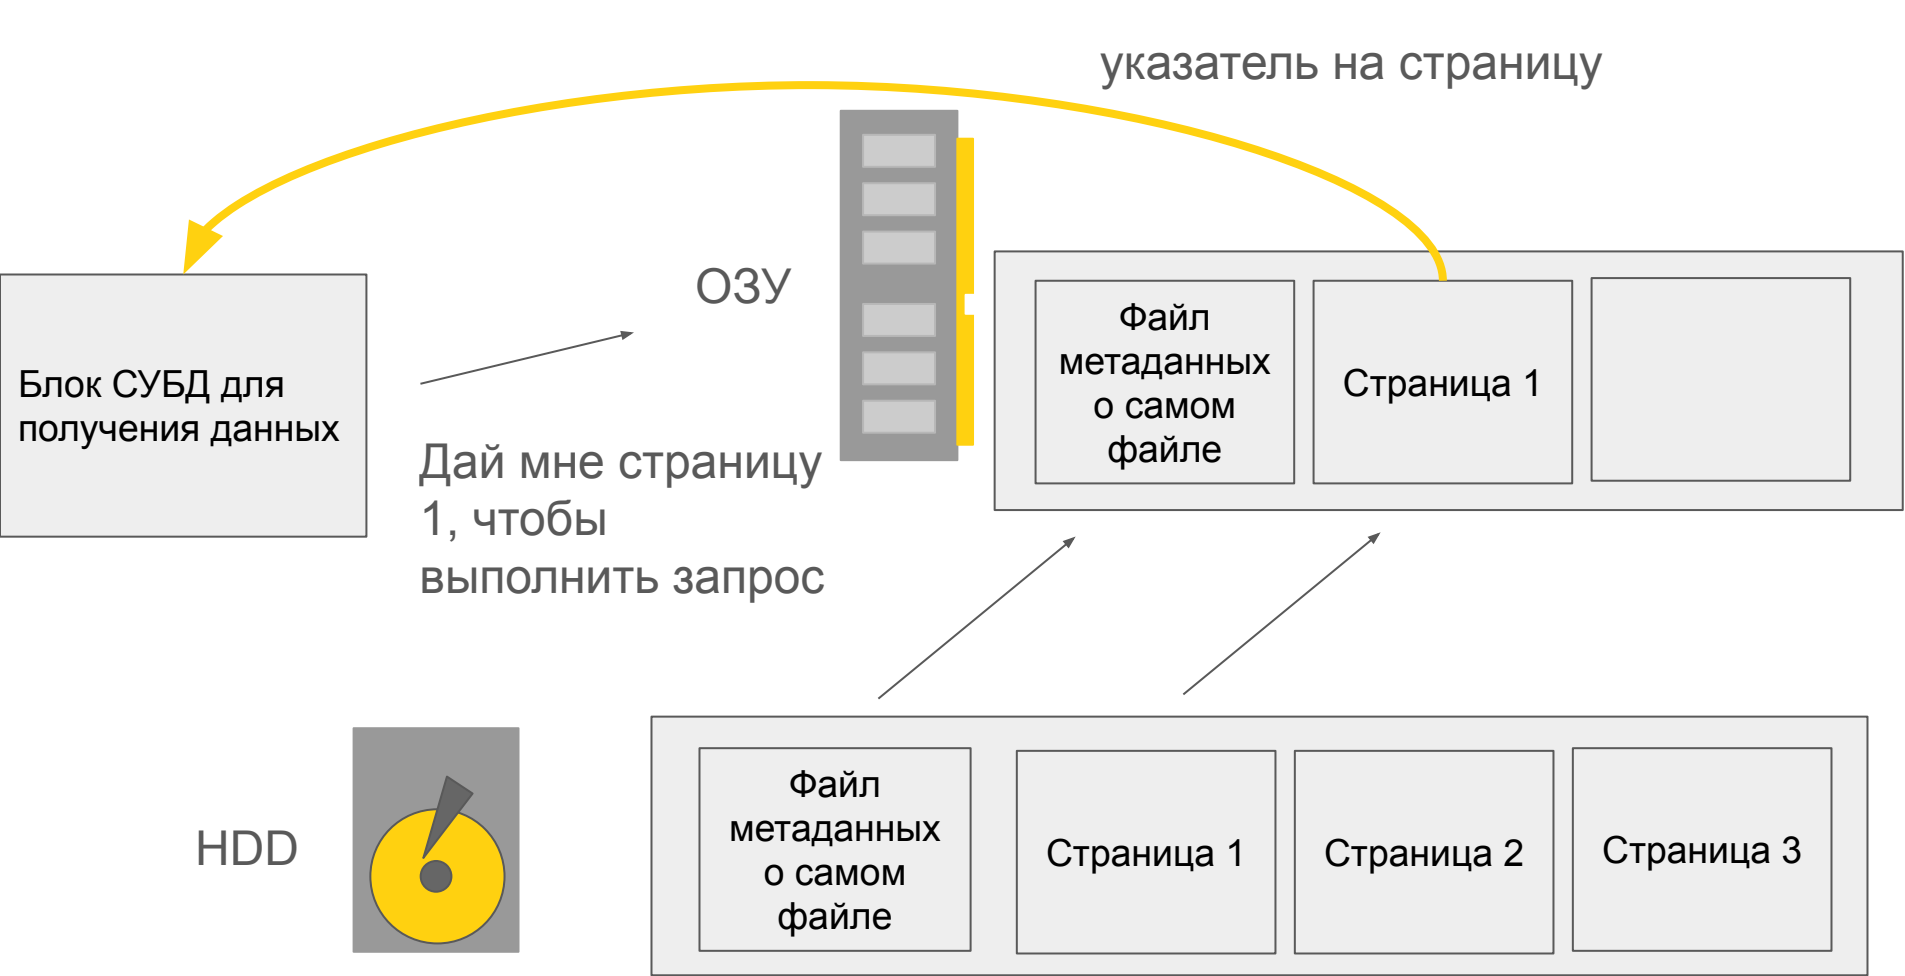 указатель на страницу
ОЗУ
Файл
метаданных
о самом
файле
Страница 1
Блок СУБД для
получения данных
Дай мне страницу
1, чтобы
выполнить запрос
HDD
Файл
метаданных
о самом
файле
Страница 1
Страница 2
Страница 3